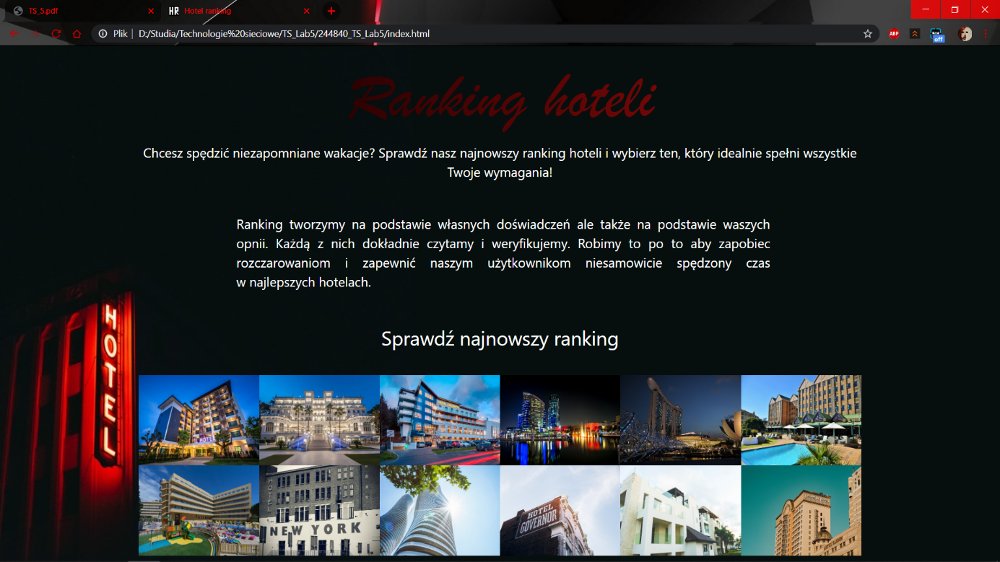 TS_5.pdf
Hotel ranking
Plik
D:/Studia/Technologie%20sieciowe/TS_Lab5/244840_TS_Lab5/index.html
ABP
off
Ranking hoteli
Chcesz spędzić niezapomniane wakacje? Sprawdź nasz najnowszy ranking hoteli i wybierz ten, który idealnie spełni wszystkie
Twoje wymagania!
Ranking tworzymy na podstawie własnych doświadczeń ale także na podstawie waszych
opnii. Każdą z nich dokładnie czytamy i weryfikujemy. Robimy to po to aby zapobiec
rozczarowaniom i zapewnić naszym użytkownikom niesamowicie spędzony czas
w najlepszych hotelach.
HOTEL
Sprawdź najnowszy ranking
HOTEL
HOTEL
NEW YORK
HOTEL
GOVERNOR